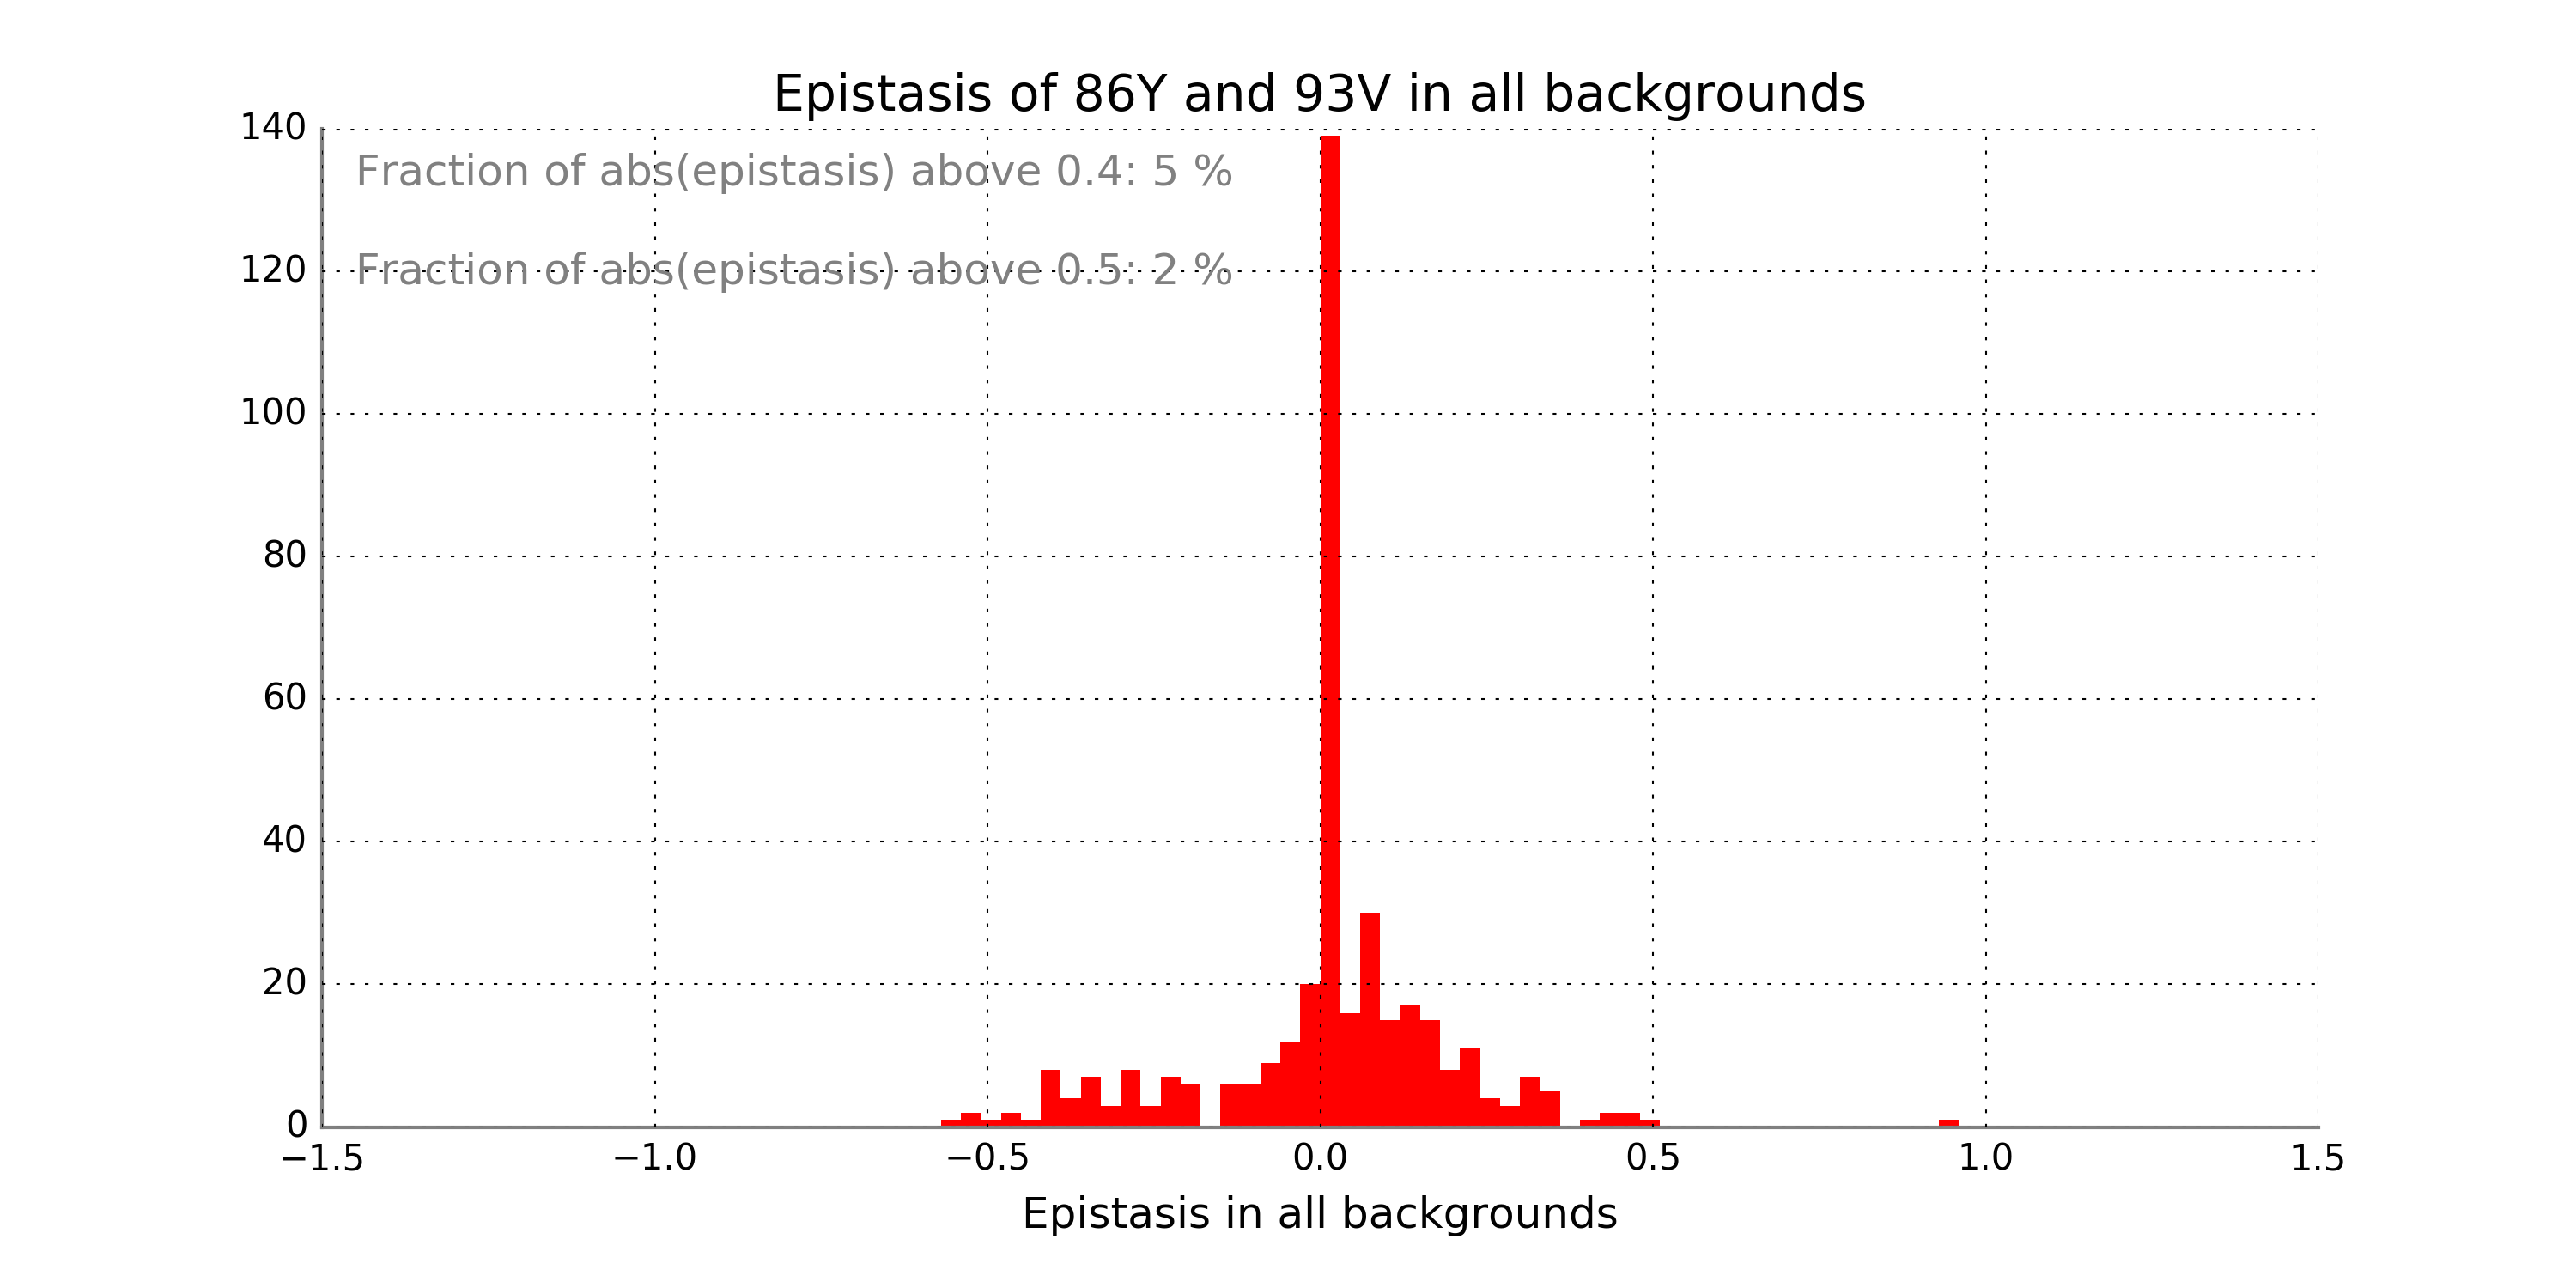 Epistasis of 86Y and 93V in all backgrounds
140
Fraction of abs(epistasis) above 0.4: 5 %
120
Fraction of abs(epistasis) above 0.5: 2 %
100
80
60
40
20
0
−1.5 −1.0 −0.5 0.0 0.5 1.0 1.5
Epistasis in all backgrounds